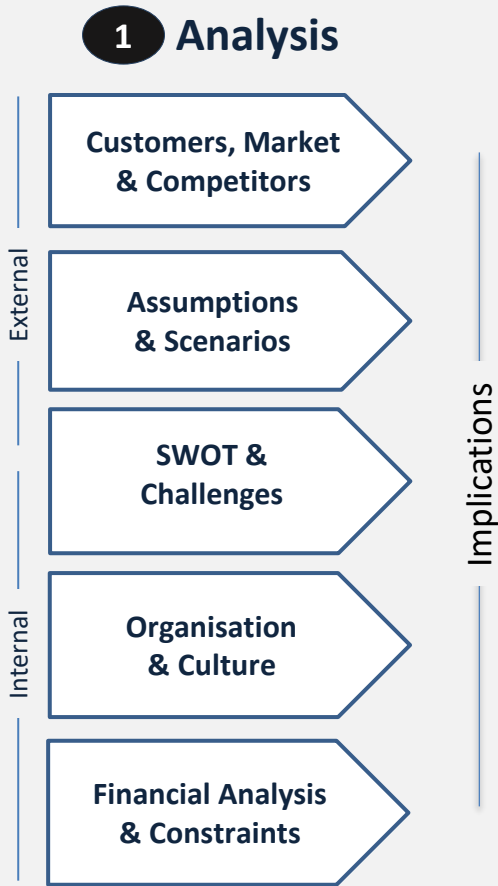 1 Analysis
External
Customers, Market
& Competitors
Assumptions
& Scenarios
SWOT &
Challenges
Internal
Organisation
& Culture
Financial Analysis
& Constraints
Implications